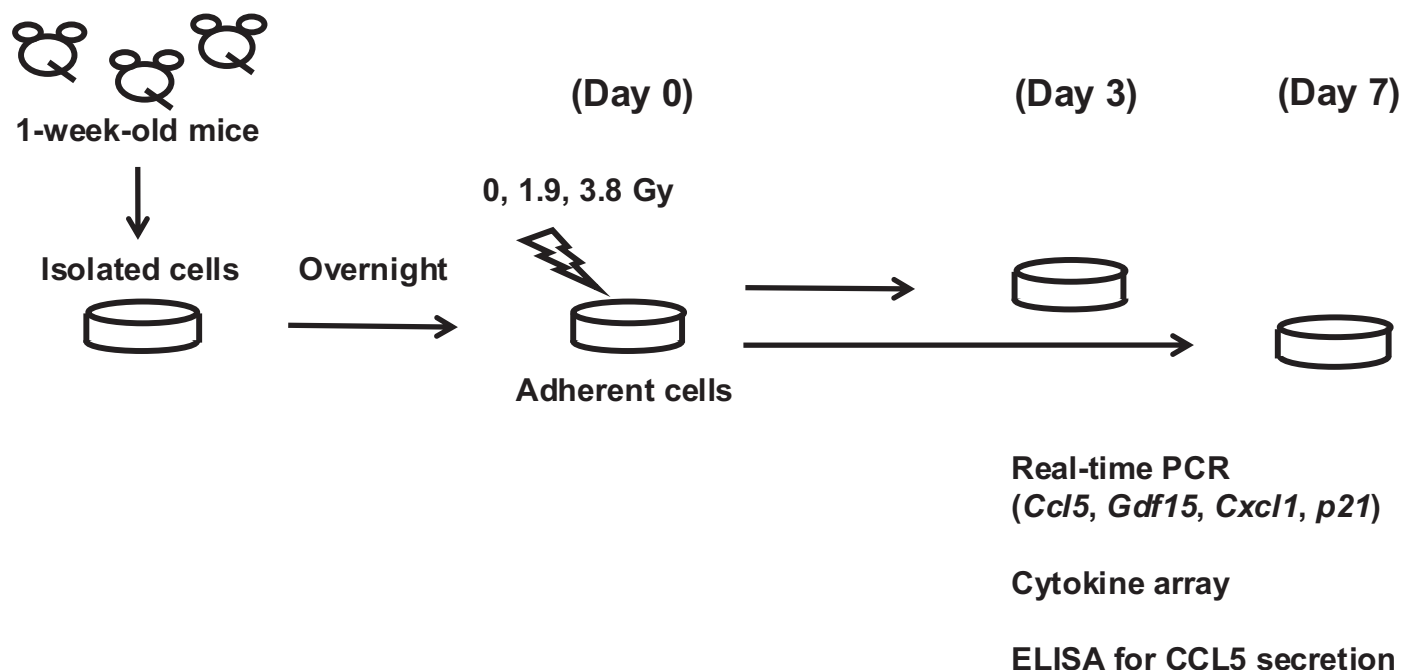 (Day 0)
(Day 3)
(Day 7)
1-week-old mice
0, 1.9, 3.8 Gy
Isolated cells
Overnight
Adherent cells
Real-time PCR
(Ccl5, Gdf15, Cxcl1, p21)
Cytokine array
ELISA for CCL5 secretion